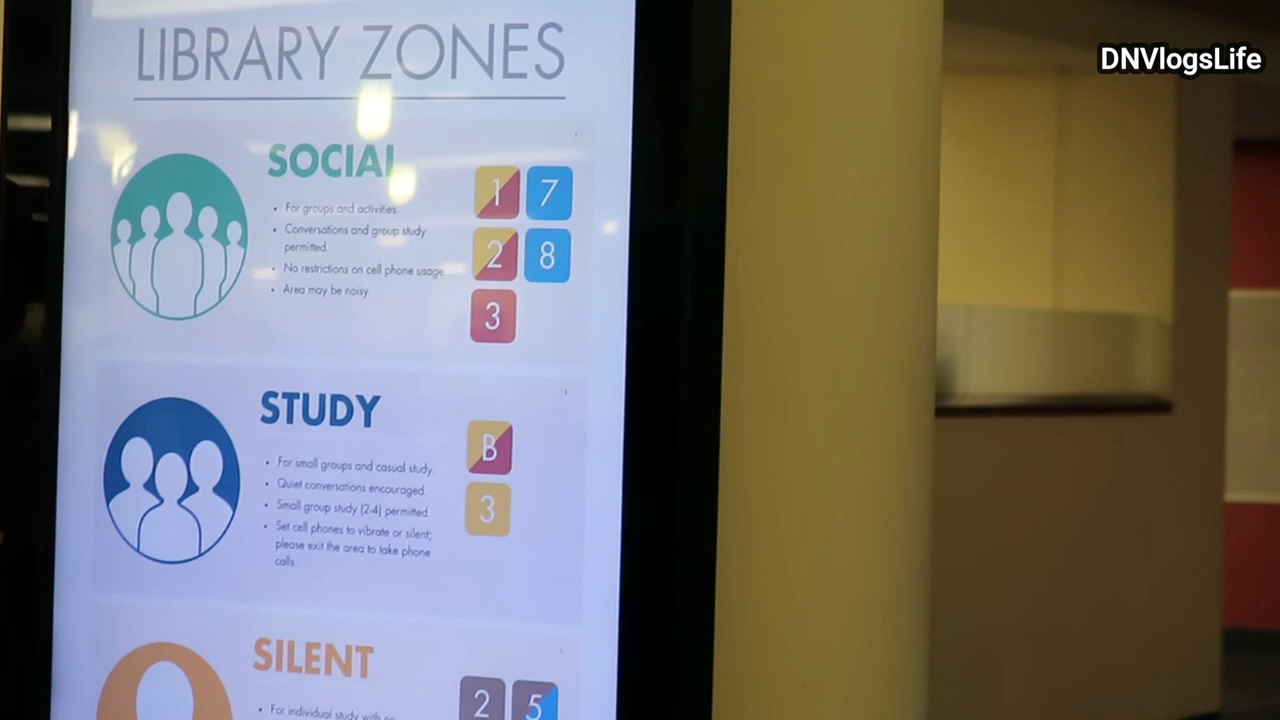 DNVlogsLife
LIBRARY ZONES
SOCIAL
• For groups and activities.
• Conversations and group study
permitted.
• No restrictions on cell phone usage.
• Area may be noisy.
1 7
2 8
3
STUDY
• For small groups and casual study.
• Quiet conversations encouraged.
• Small group study (2-4) permitted.
• Set cell phones to vibrate or silent;
please exit the area to take phone
calls.
B
3
SILENT
• For individual study with no
2 5